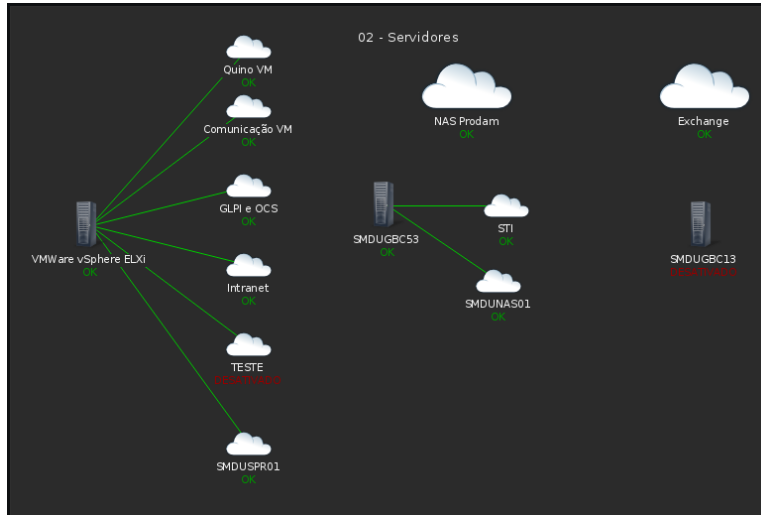 02 - Servidores
Quino VM
OK
Comunicação VM
OK
GLPI e OCS
OK
VMWare vSphere ELXi
OK
Intranet
OK
TESTE
SMDUSPR01
OK
NAS Prodam
OK
Exchange
OK
SMDUGBC53
OK
STI
OK
SMDUNAS01
OK
SMDUGBC13